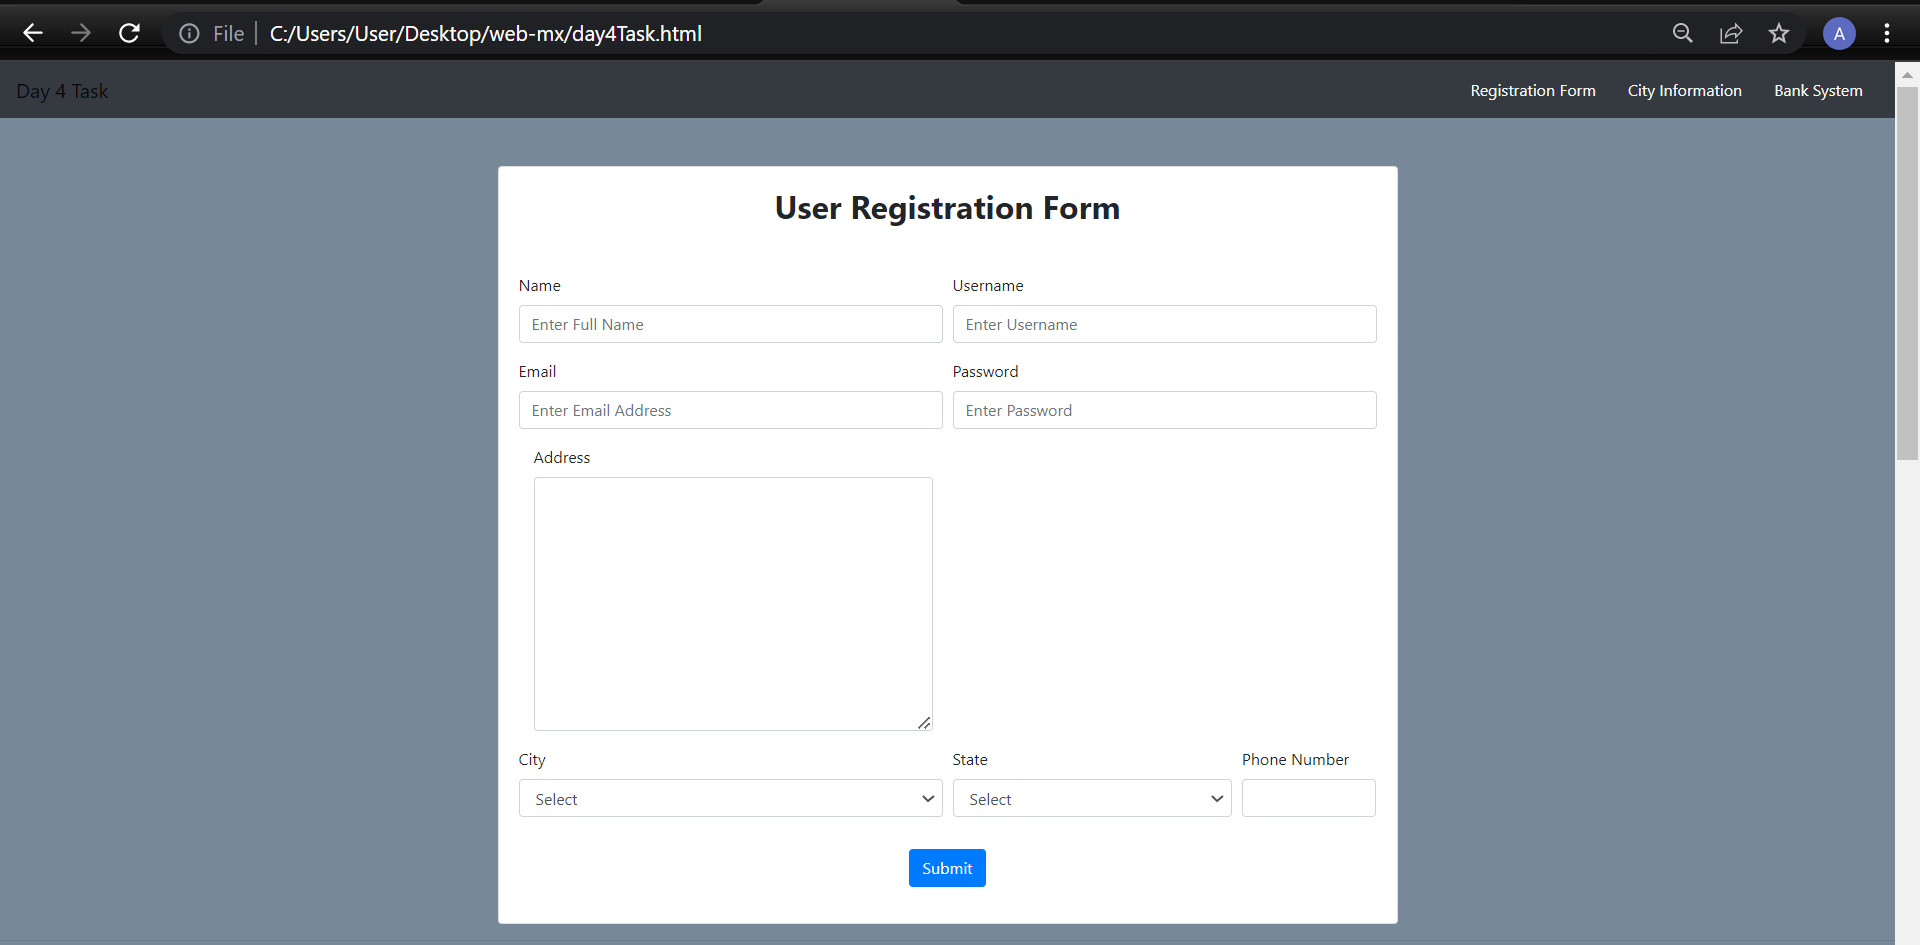 File C:/Users/User/Desktop/web-mx/day4Task.html A
Day 4 Task Registration Form City Information Bank System
User Registration Form
Name Username
Enter Full Name Enter Username
Email Password
Enter Email Address Enter Password
Address
City State Phone Number
Select Select
Submit